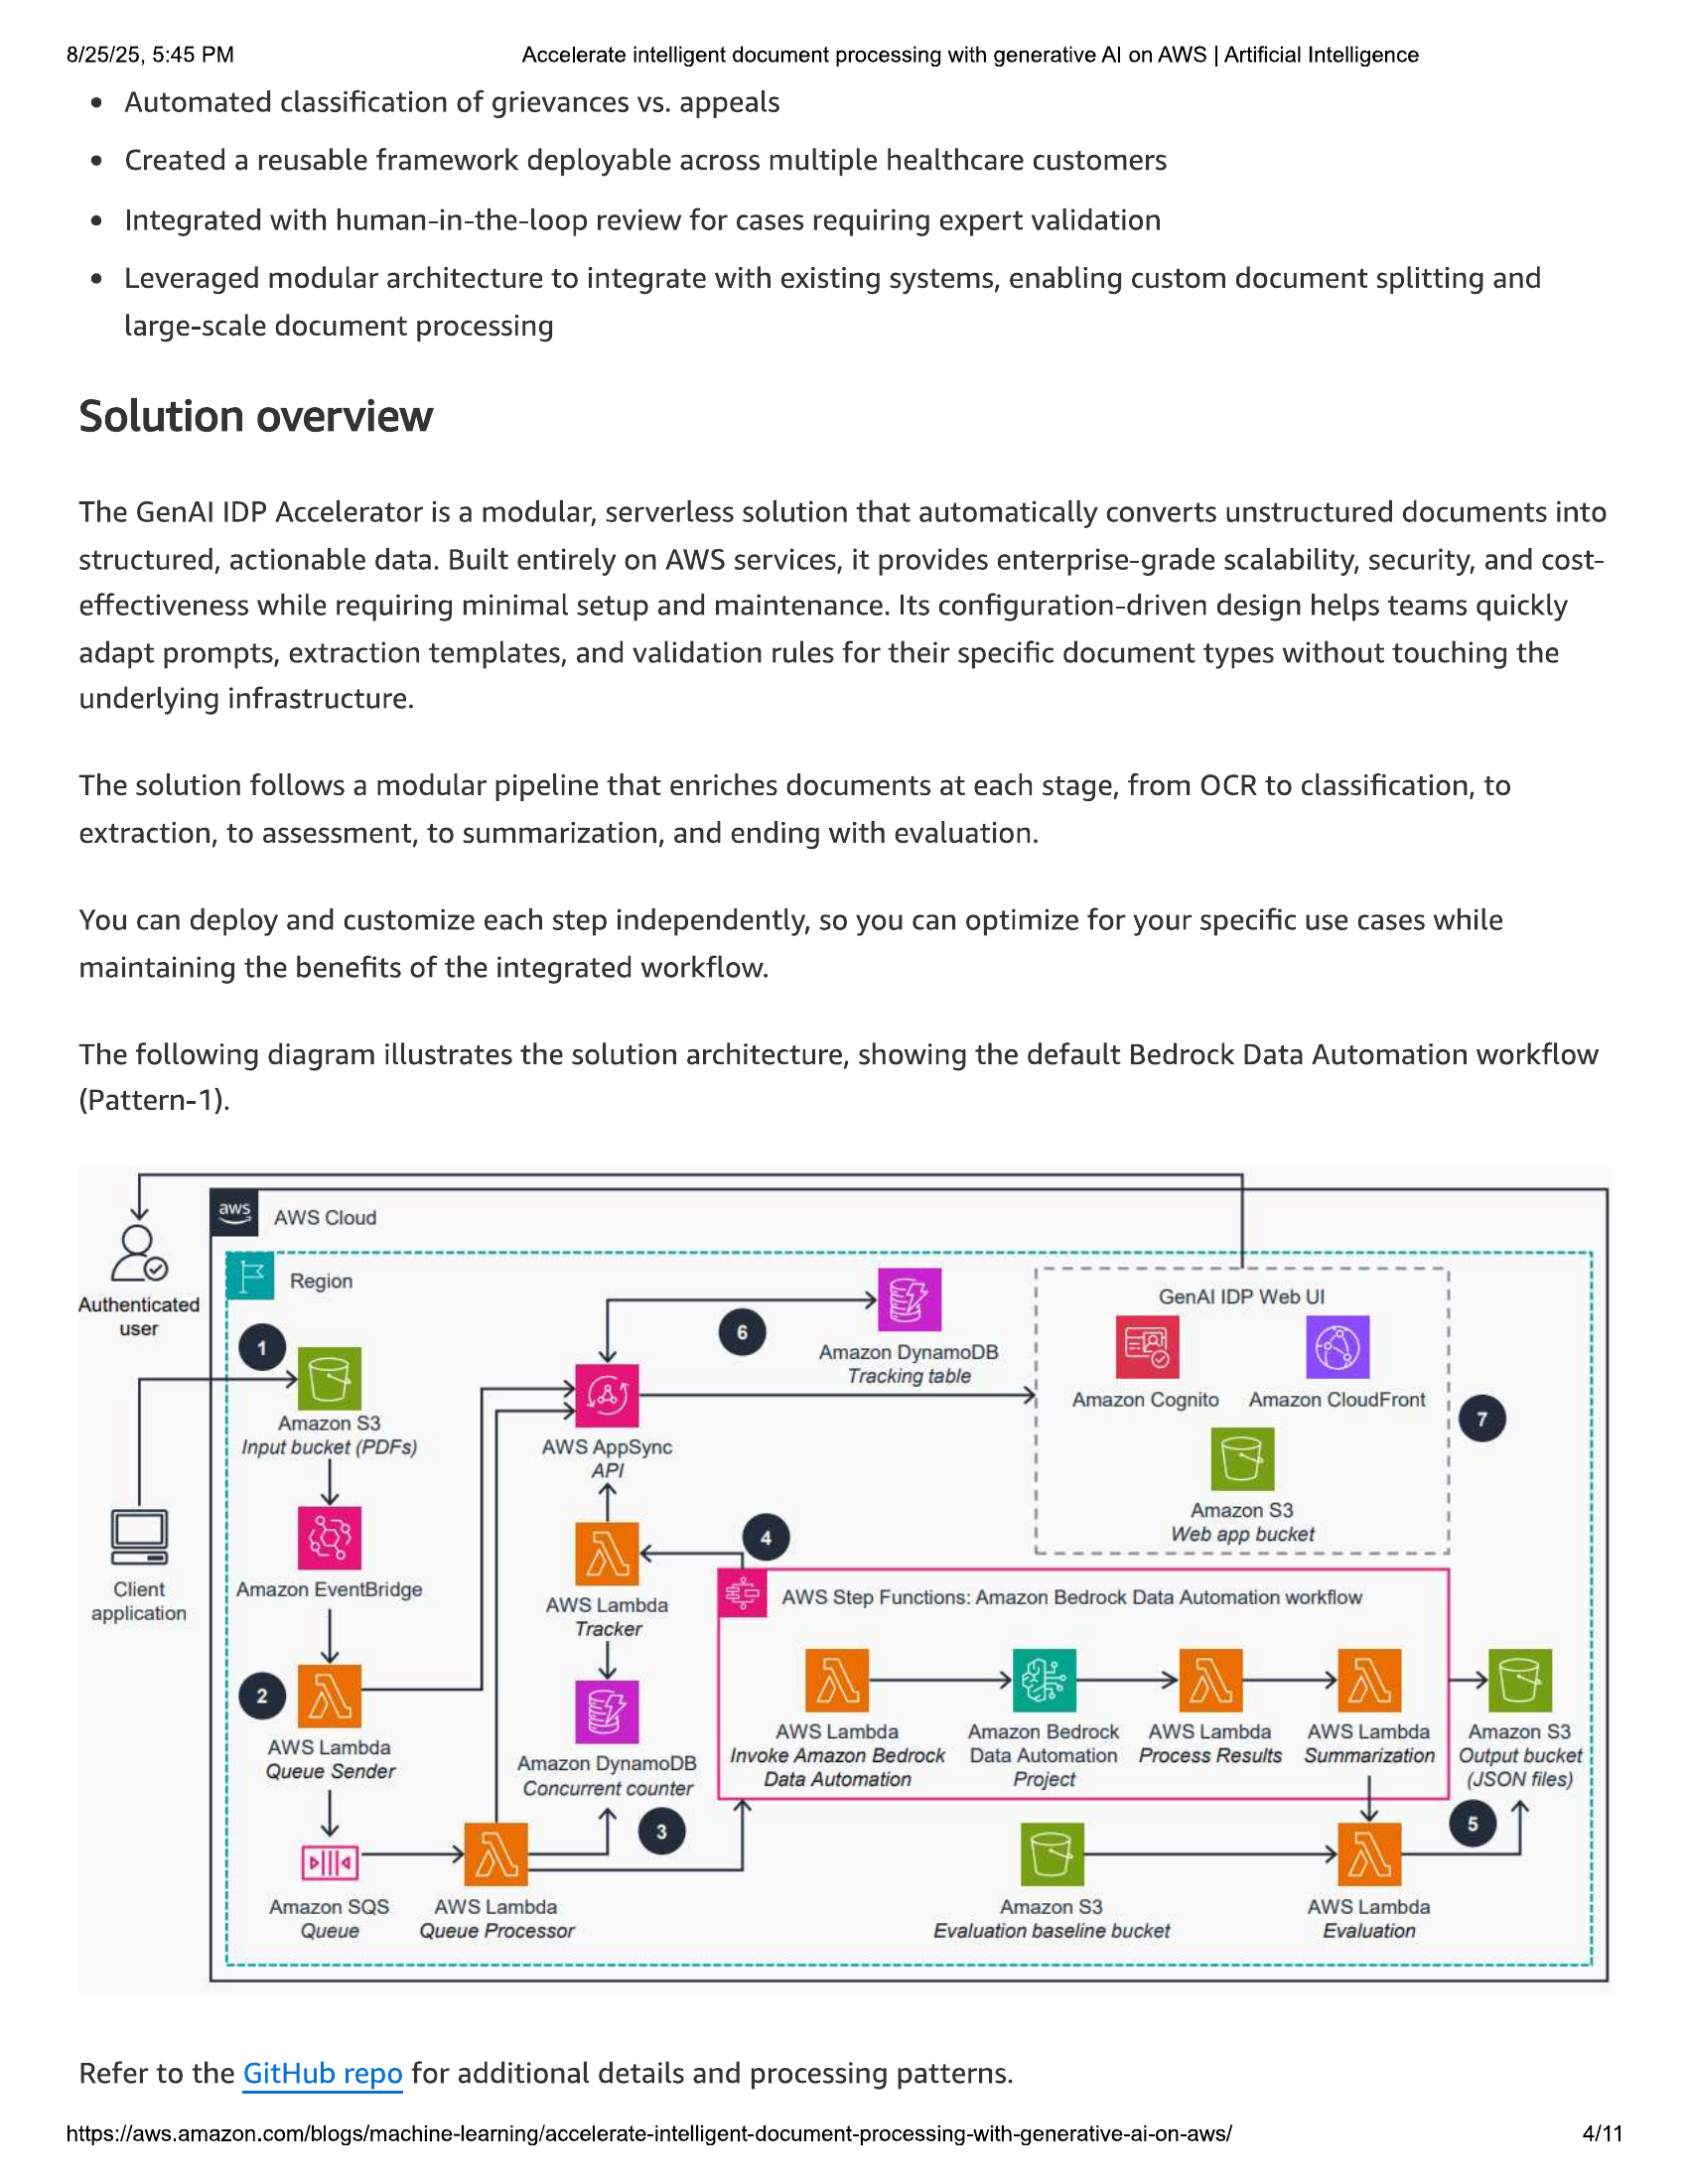 8/25/25, 5:45 PM
Accelerate intelligent document processing with generative AI on AWS | Artificial Intelligence
• Automated classification of grievances vs. appeals
• Created a reusable framework deployable across multiple healthcare customers
• Integrated with human-in-the-loop review for cases requiring expert validation
• Leveraged modular architecture to integrate with existing systems, enabling custom document splitting and
large-scale document processing
Solution overview
The GenAI IDP Accelerator is a modular, serverless solution that automatically converts unstructured documents into
structured, actionable data. Built entirely on AWS services, it provides enterprise-grade scalability, security, and cost-
effectiveness while requiring minimal setup and maintenance. Its configuration-driven design helps teams quickly
adapt prompts, extraction templates, and validation rules for their specific document types without touching the
underlying infrastructure.
The solution follows a modular pipeline that enriches documents at each stage, from OCR to classification, to
extraction, to assessment, to summarization, and ending with evaluation.
You can deploy and customize each step independently, so you can optimize for your specific use cases while
maintaining the benefits of the integrated workflow.
The following diagram illustrates the solution architecture, showing the default Bedrock Data Automation workflow
(Pattern-1).
aws
AWS Cloud
Region
Authenticated
user
Client
application
1
Amazon S3
Input bucket (PDFs)
Amazon EventBridge
2
AWS Lambda
Queue Sender
Amazon SQS
Queue
AWS Lambda
Queue Processor
3
Amazon DynamoDB
Concurrent counter
AWS Lambda
Tracker
4
AWS AppSync
API
6
Amazon DynamoDB
Tracking table
GenAI IDP Web UI
Amazon Cognito
Amazon CloudFront
Amazon S3
Web app bucket
7
AWS Step Functions: Amazon Bedrock Data Automation workflow
AWS Lambda
Invoke Amazon Bedrock
Data Automation
Amazon Bedrock
Data Automation
Project
AWS Lambda
Process Results
AWS Lambda
Summarization
Amazon S3
Output bucket
(JSON files)
5
Amazon S3
Evaluation baseline bucket
AWS Lambda
Evaluation
Refer to the GitHub repo for additional details and processing patterns.
https://aws.amazon.com/blogs/machine-learning/accelerate-intelligent-document-processing-with-generative-ai-on-aws/
4/11